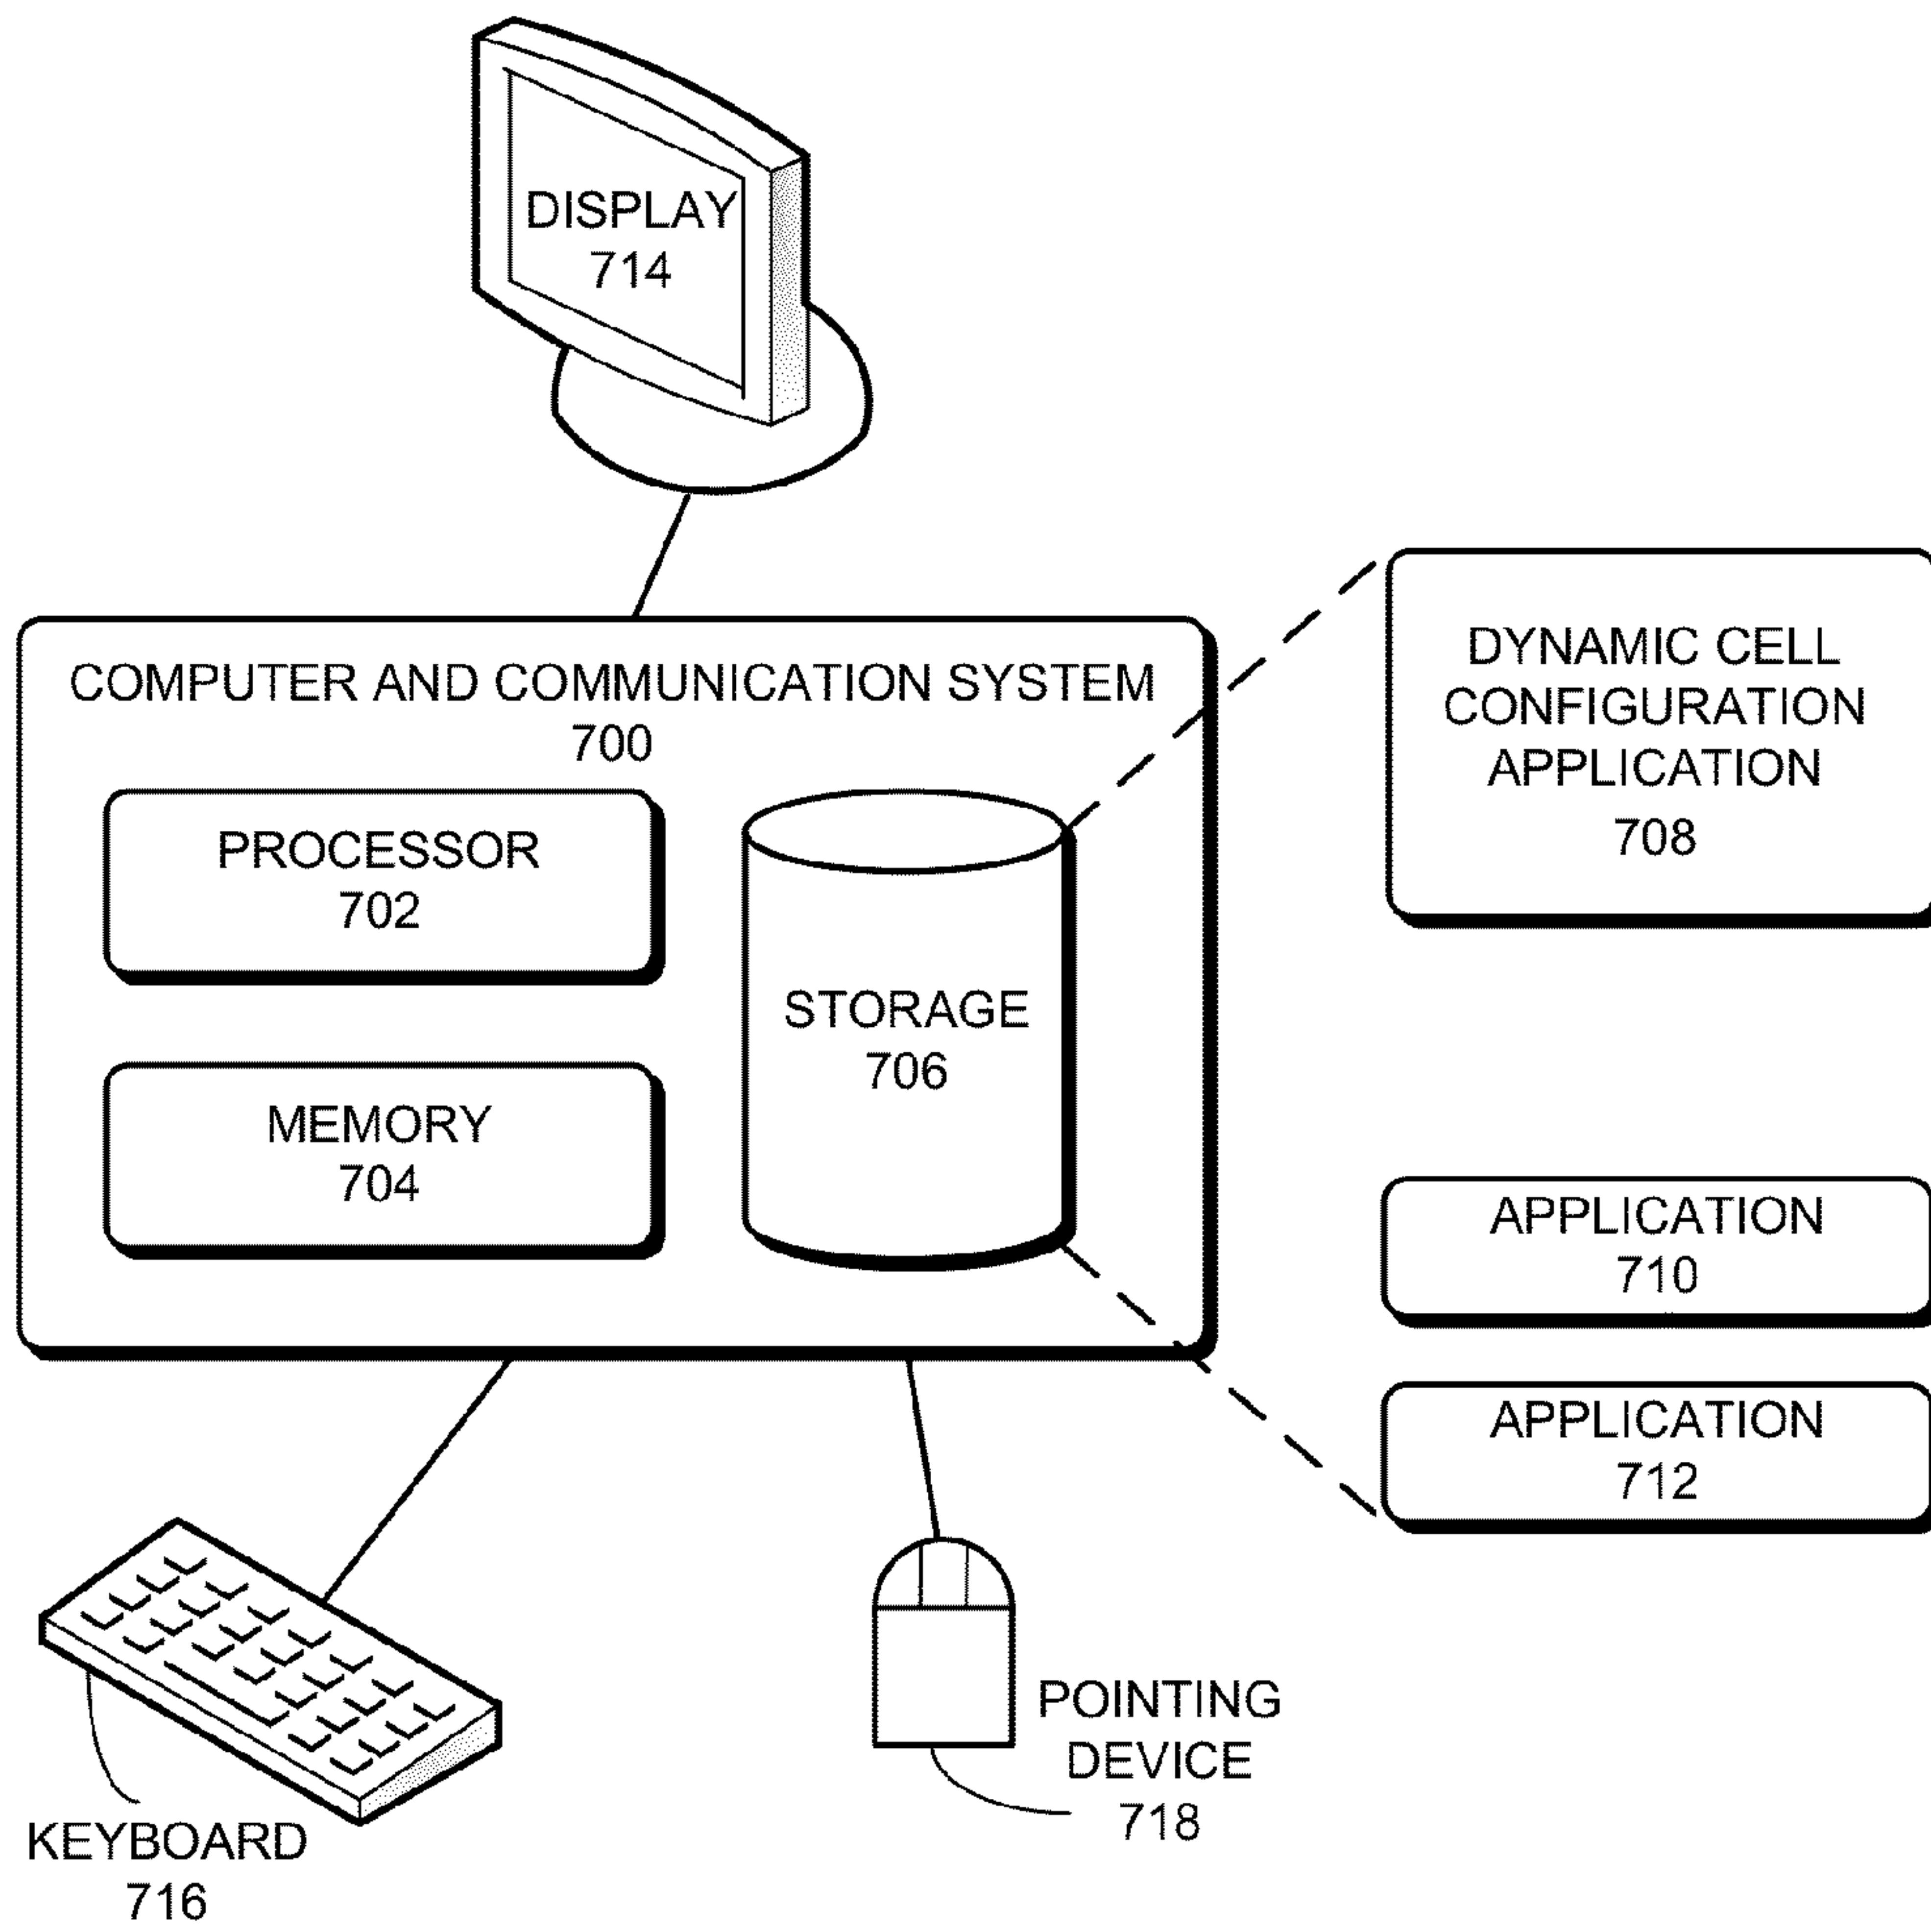 DISPLAY
714
COMPUTER AND COMMUNICATION SYSTEM
700
PROCESSOR
702
MEMORY
704
STORAGE
706
DYNAMIC CELL
CONFIGURATION
APPLICATION
708
APPLICATION
710
APPLICATION
712
KEYBOARD
716
POINTING
DEVICE
718